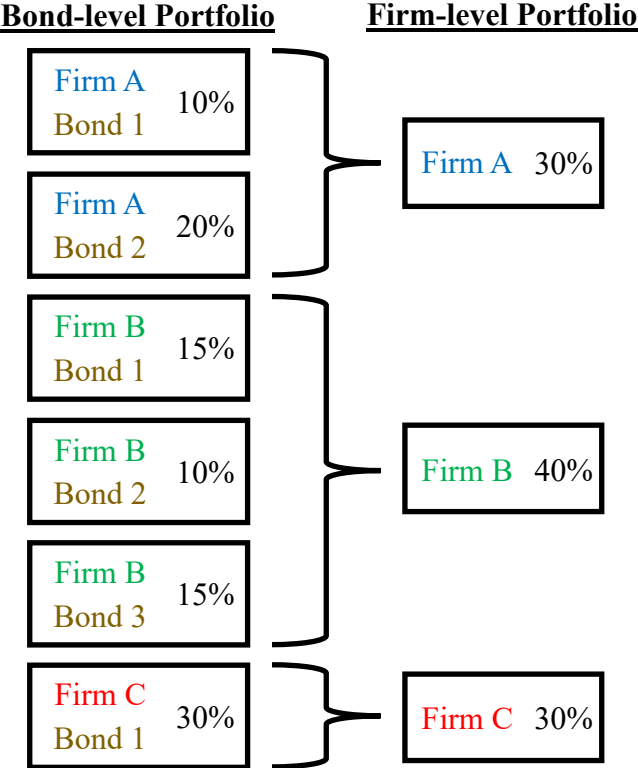 Bond-level Portfolio
Firm-level Portfolio
Firm A
Bond 1
10%
Firm A
Bond 2
20%
Firm A 30%
Firm B
Bond 1
15%
Firm B
Bond 2
10%
Firm B
Bond 3
15%
Firm B 40%
Firm C
Bond 1
30%
Firm C 30%